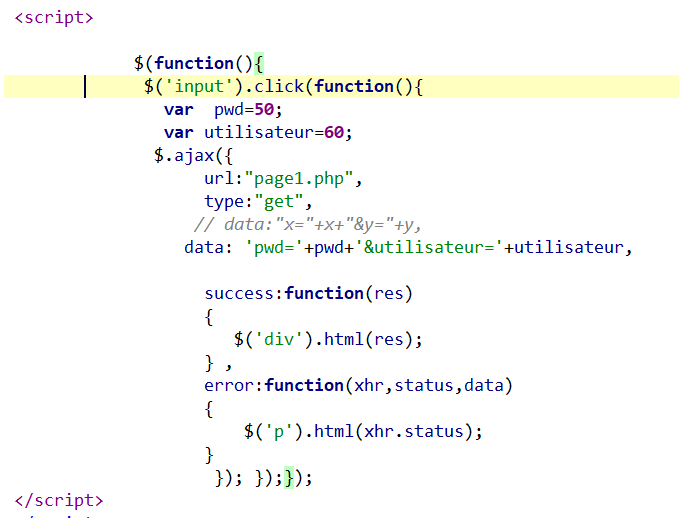 <script>
$(function(){
$('input').click(function(){
var  pwd=50;
var utilisateur=60;
$.ajax({
url:"page1.php",
type:"get",
// data:"x="+x+"&y="+y,
data: 'pwd='+pwd+'&utilisateur='+utilisateur,
success:function(res)
{
$('div').html(res);
} ,
error:function(xhr,status,data)
{
$('p').html(xhr.status);
}
}); });});
</script>